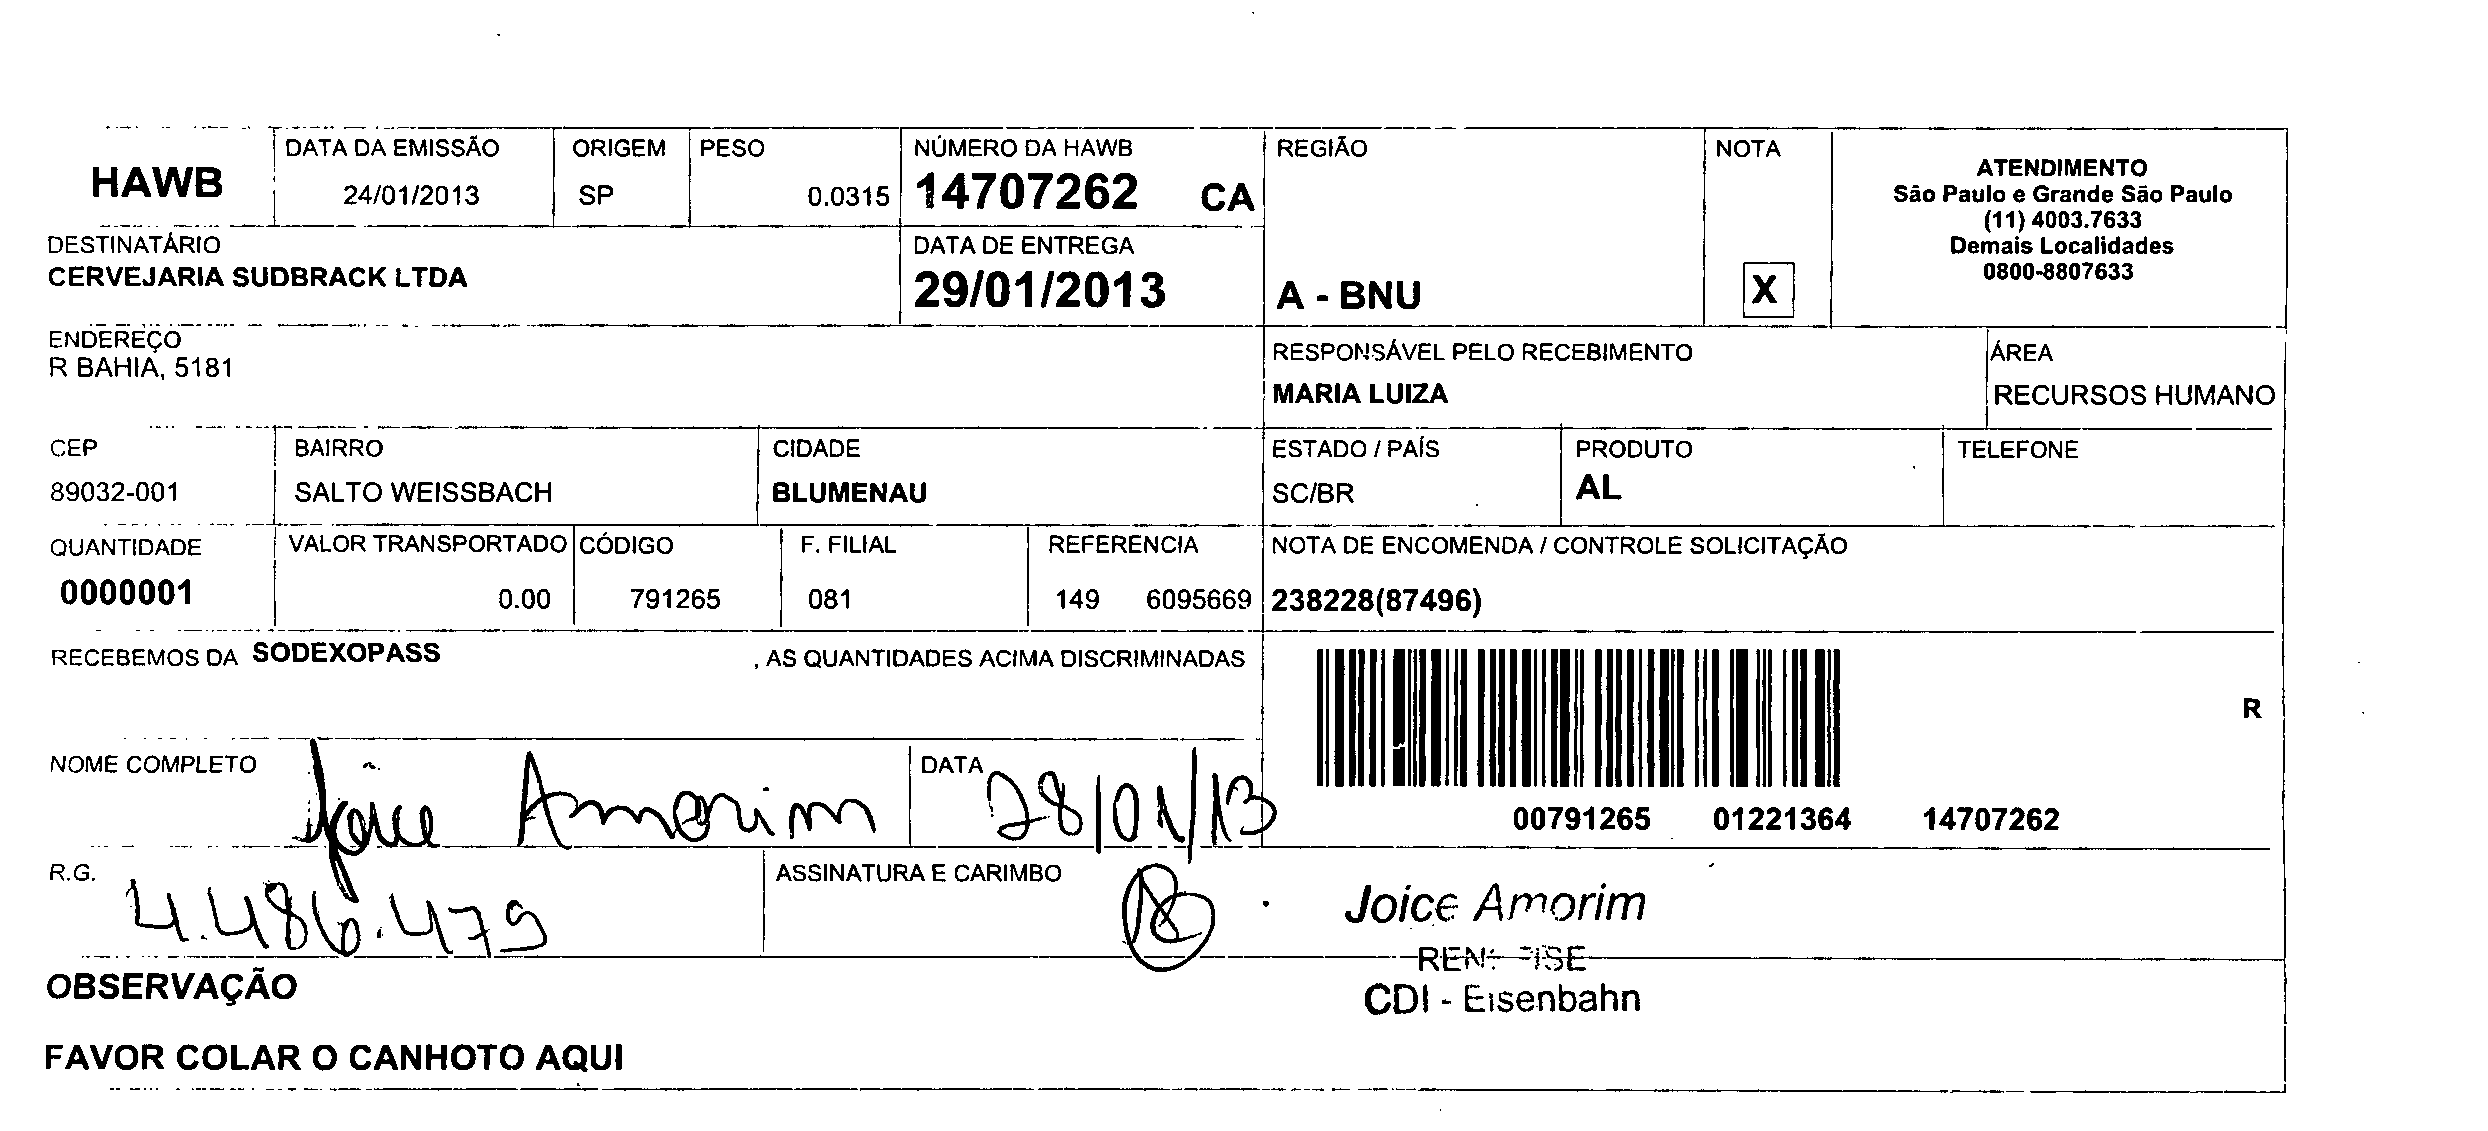 HAWB
DATA DA EMISSÃO
24/01/2013
ORIGEM
SP
PESO
0.0315
NÚMERO DA HAWB
14707262 CA
REGIÃO
A - BNU
NOTA
X
ATENDIMENTO
São Paulo e Grande São Paulo
(11) 4003.7633
Demais Localidades
0800-8807633
DESTINATÁRIO
CERVEJARIA SUDBRACK LTDA
DATA DE ENTREGA
29/01/2013
ENDEREÇO
R BAHIA, 5181
RESPONSÁVEL PELO RECEBIMENTO
MARIA LUIZA
ÁREA
RECURSOS HUMANO
CEP
89032-001
BAIRRO
SALTO WEISSBACH
CIDADE
BLUMENAU
ESTADO / PAÍS
SC/BR
PRODUTO
AL
TELEFONE
QUANTIDADE
0000001
VALOR TRANSPORTADO
0.00
CÓDIGO
791265
F. FILIAL
081
REFERENCIA
149 6095669
NOTA DE ENCOMENDA / CONTROLE SOLICITAÇÃO
238228(87496)
RECEBEMOS DA SODEXOPASS , AS QUANTIDADES ACIMA DISCRIMINADAS
R
00791265 01221364 14707262
NOME COMPLETO
Joice Amorim
DATA
28/01/13
R.G.
4.486.479
ASSINATURA E CARIMBO
Joice Amorim
CDI - Eisenbahn
OBSERVAÇÃO
FAVOR COLAR O CANHOTO AQUI